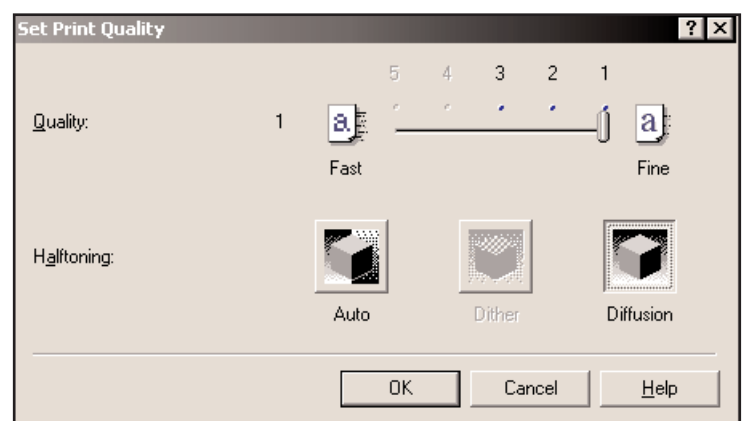 Set Print Quality ? ×
5 4 3 2 1
Quality: 1 a a
Fast Fine
Halftoning:
Auto Dither Diffusion
OK Cancel Help